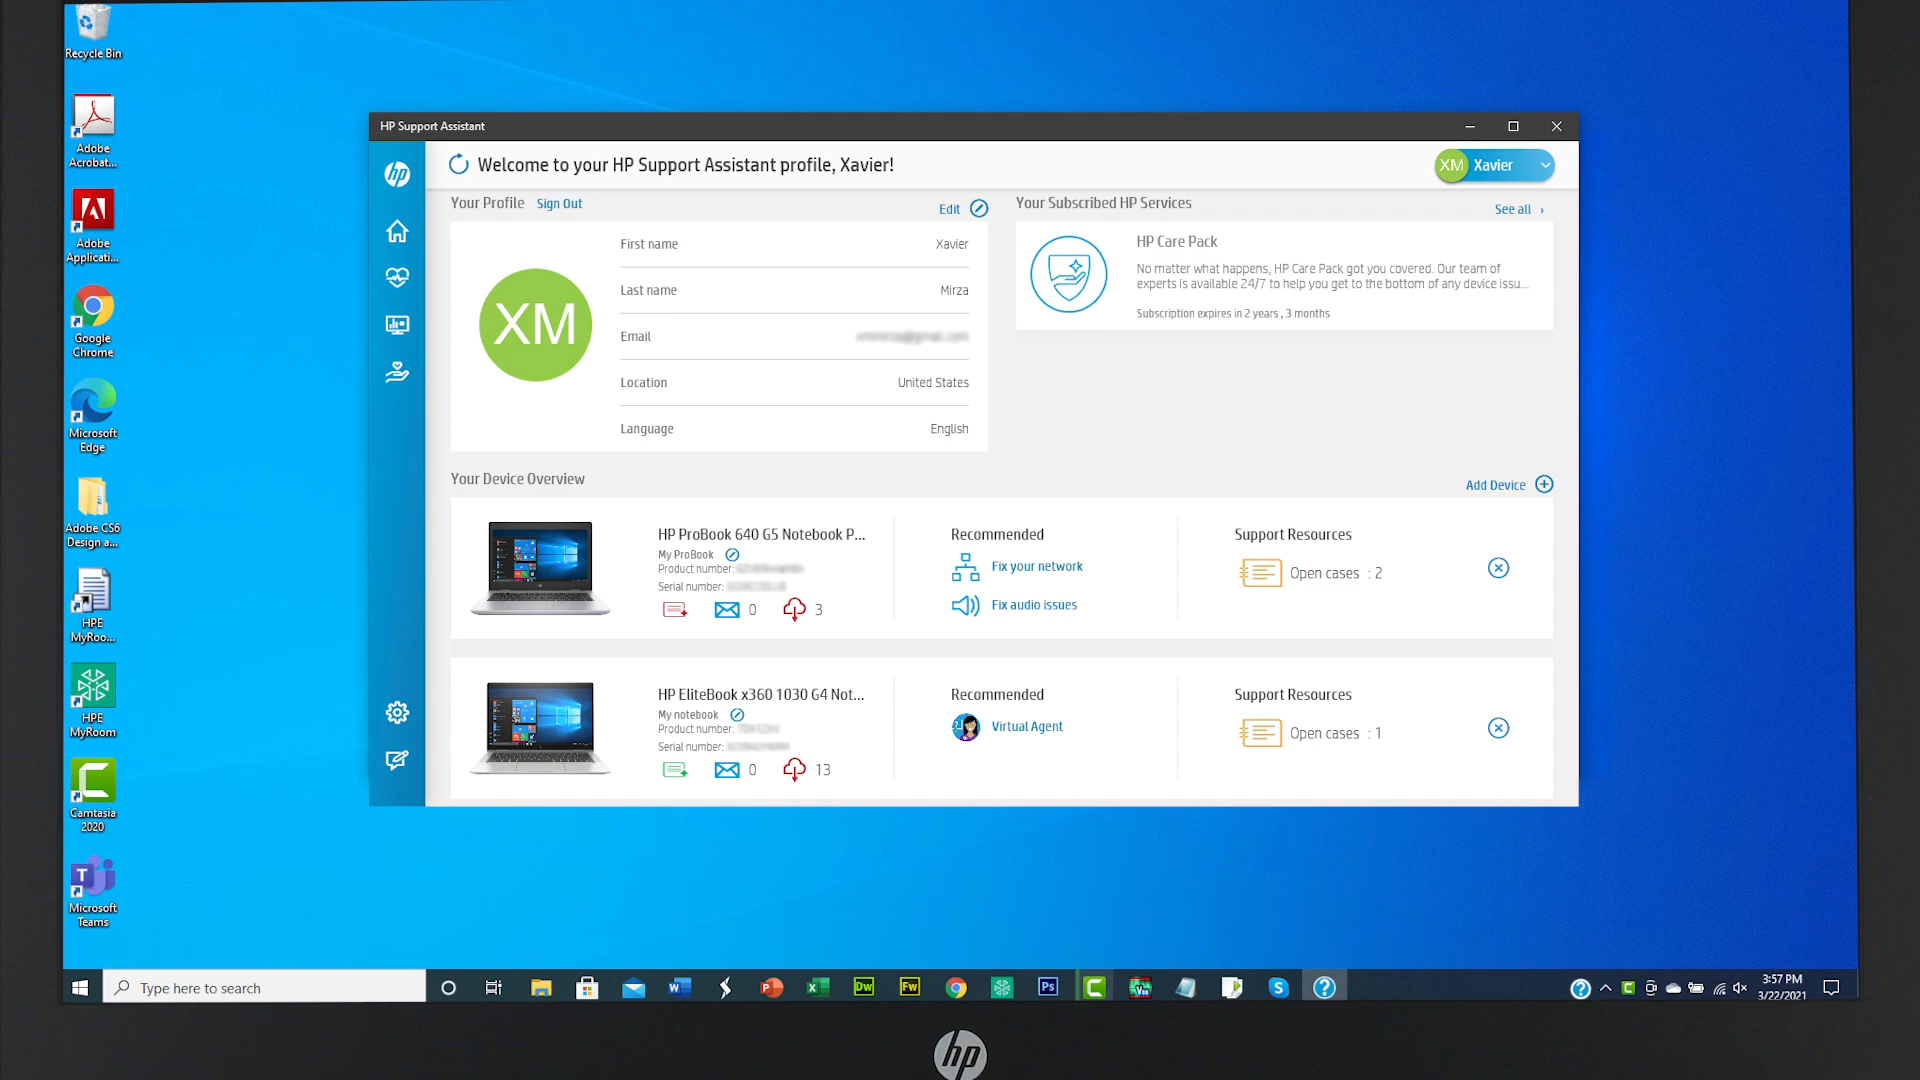 Recycle Bin
Adobe
Acrobat...
Adobe
Applicati...
Google
Chrome
Microsoft
Edge
Adobe CS6
Design a...
HPE
MyRoo...
HPE
MyRoom
Camtasia
2020
Microsoft
Teams
HP Support Assistant
hp
Welcome to your HP Support Assistant profile, Xavier!
XM Xavier
Your Profile Sign Out
Edit
XM
First name Xavier
Last name Mirza
Email
Location United States
Language English
Your Subscribed HP Services
See all ›
HP Care Pack
No matter what happens, HP Care Pack got you covered. Our team of
experts is available 24/7 to help you get to the bottom of any device issu...
Subscription expires in 2 years , 3 months
Your Device Overview
Add Device
HP ProBook 640 G5 Notebook P...
My ProBook
Product number:
Serial number:
0 3
Recommended
Fix your network
Fix audio issues
Support Resources
Open cases : 2
HP EliteBook x360 1030 G4 Not...
My notebook
Product number:
Serial number:
0 13
Recommended
Virtual Agent
Support Resources
Open cases : 1
Type here to search
Dw
Fw
Ps
3:57 PM
3/22/2021
hp